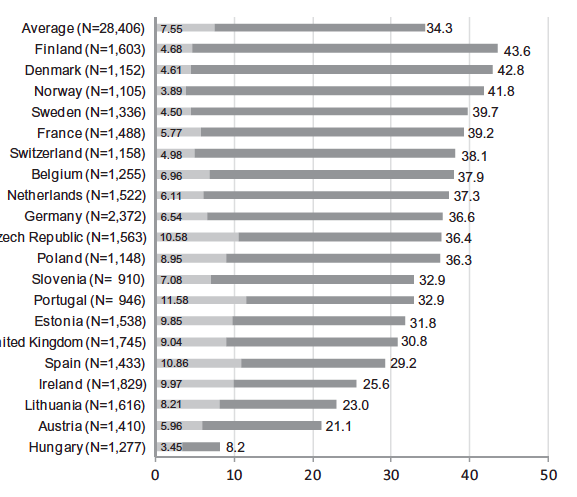 Average (N=28,406) 7.55 34.3
Finland (N=1,603) 4.68 43.6
Denmark (N=1,152) 4.61 42.8
Norway (N=1,105) 3.89 41.8
Sweden (N=1,336) 4.50 39.7
France (N=1,488) 5.77 39.2
Switzerland (N=1,158) 4.98 38.1
Belgium (N=1,255) 6.96 37.9
Netherlands (N=1,522) 6.11 37.3
Germany (N=2,372) 6.54 36.6
zech Republic (N=1,563) 10.58 36.4
Poland (N=1,148) 8.95 36.3
Slovenia (N= 910) 7.08 32.9
Portugal (N= 946) 11.58 32.9
Estonia (N=1,538) 9.85 31.8
nited Kingdom (N=1,745) 9.04 30.8
Spain (N=1,433) 10.86 29.2
Ireland (N=1,829) 9.97 25.6
Lithuania (N=1,616) 8.21 23.0
Austria (N=1,410) 5.96 21.1
Hungary (N=1,277) 3.45 8.2
0 10 20 30 40 50